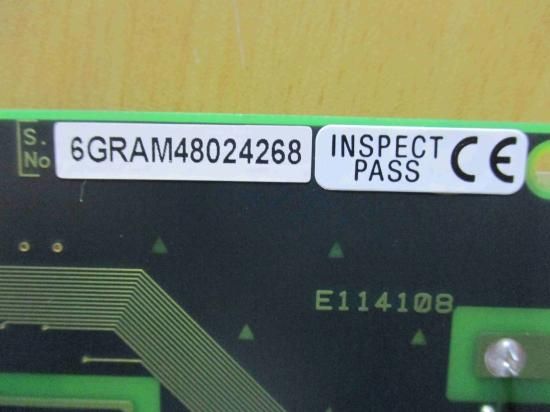 S.
No
6GRAM48024268
INSPECT
PASS
CE
E114108